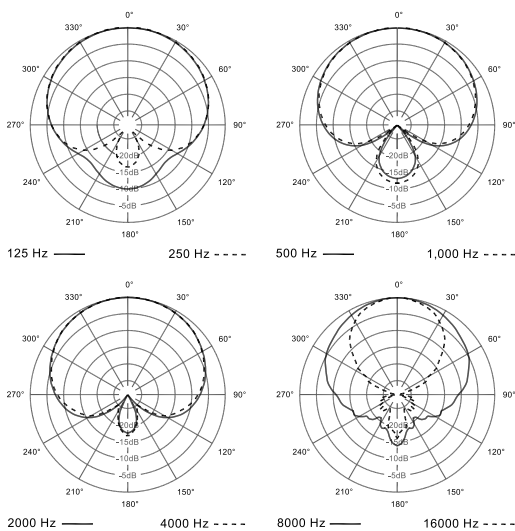 0° 0°
330° 30° 330° 30°
300° 60° 300° 60°
270° 90° 270° 90°
-20dB -20dB
-15dB -15dB
240° -10dB 120° 240° -10dB 120°
-5dB -5dB
210° 150° 210° 150°
180° 180°
125 Hz 250 Hz 500 Hz 1,000 Hz
0° 0°
330° 30° 330° 30°
300° 60° 300° 60°
270° 90° 270° 90°
-20dB -20dB
-15dB -15dB
240° -10dB 120° 240° -10dB 120°
-5dB -5dB
210° 150° 210° 150°
180° 180°
2000 Hz 4000 Hz 8000 Hz 16000 Hz